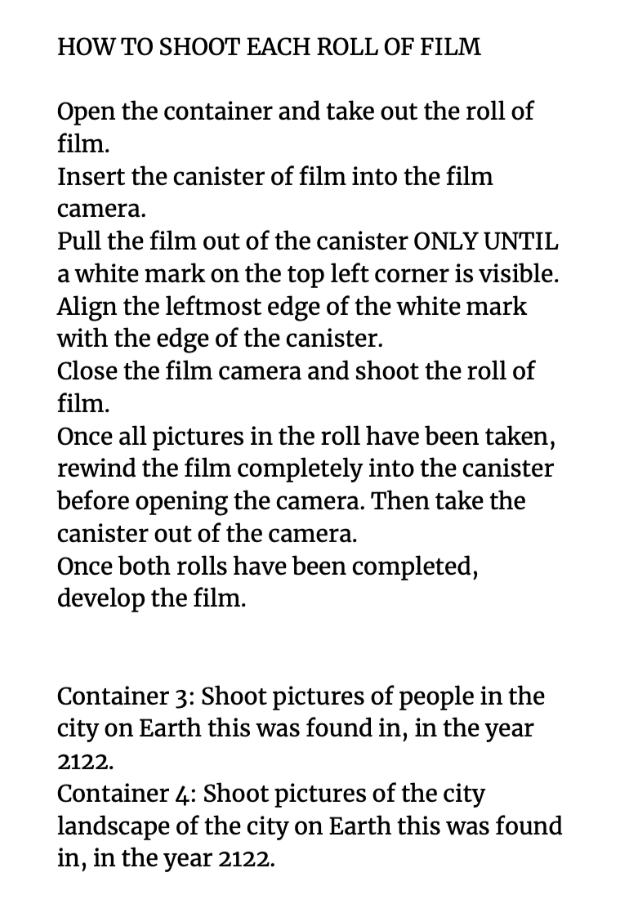 HOW TO SHOOT EACH ROLL OF FILM
Open the container and take out the roll of
film.
Insert the canister of film into the film
camera.
Pull the film out of the canister ONLY UNTIL
a white mark on the top left corner is visible.
Align the leftmost edge of the white mark
with the edge of the canister.
Close the film camera and shoot the roll of
film.
Once all pictures in the roll have been taken,
rewind the film completely into the canister
before opening the camera. Then take the
canister out of the camera.
Once both rolls have been completed,
develop the film.
Container 3: Shoot pictures of people in the
city on Earth this was found in, in the year
2122.
Container 4: Shoot pictures of the city
landscape of the city on Earth this was found
in, in the year 2122.